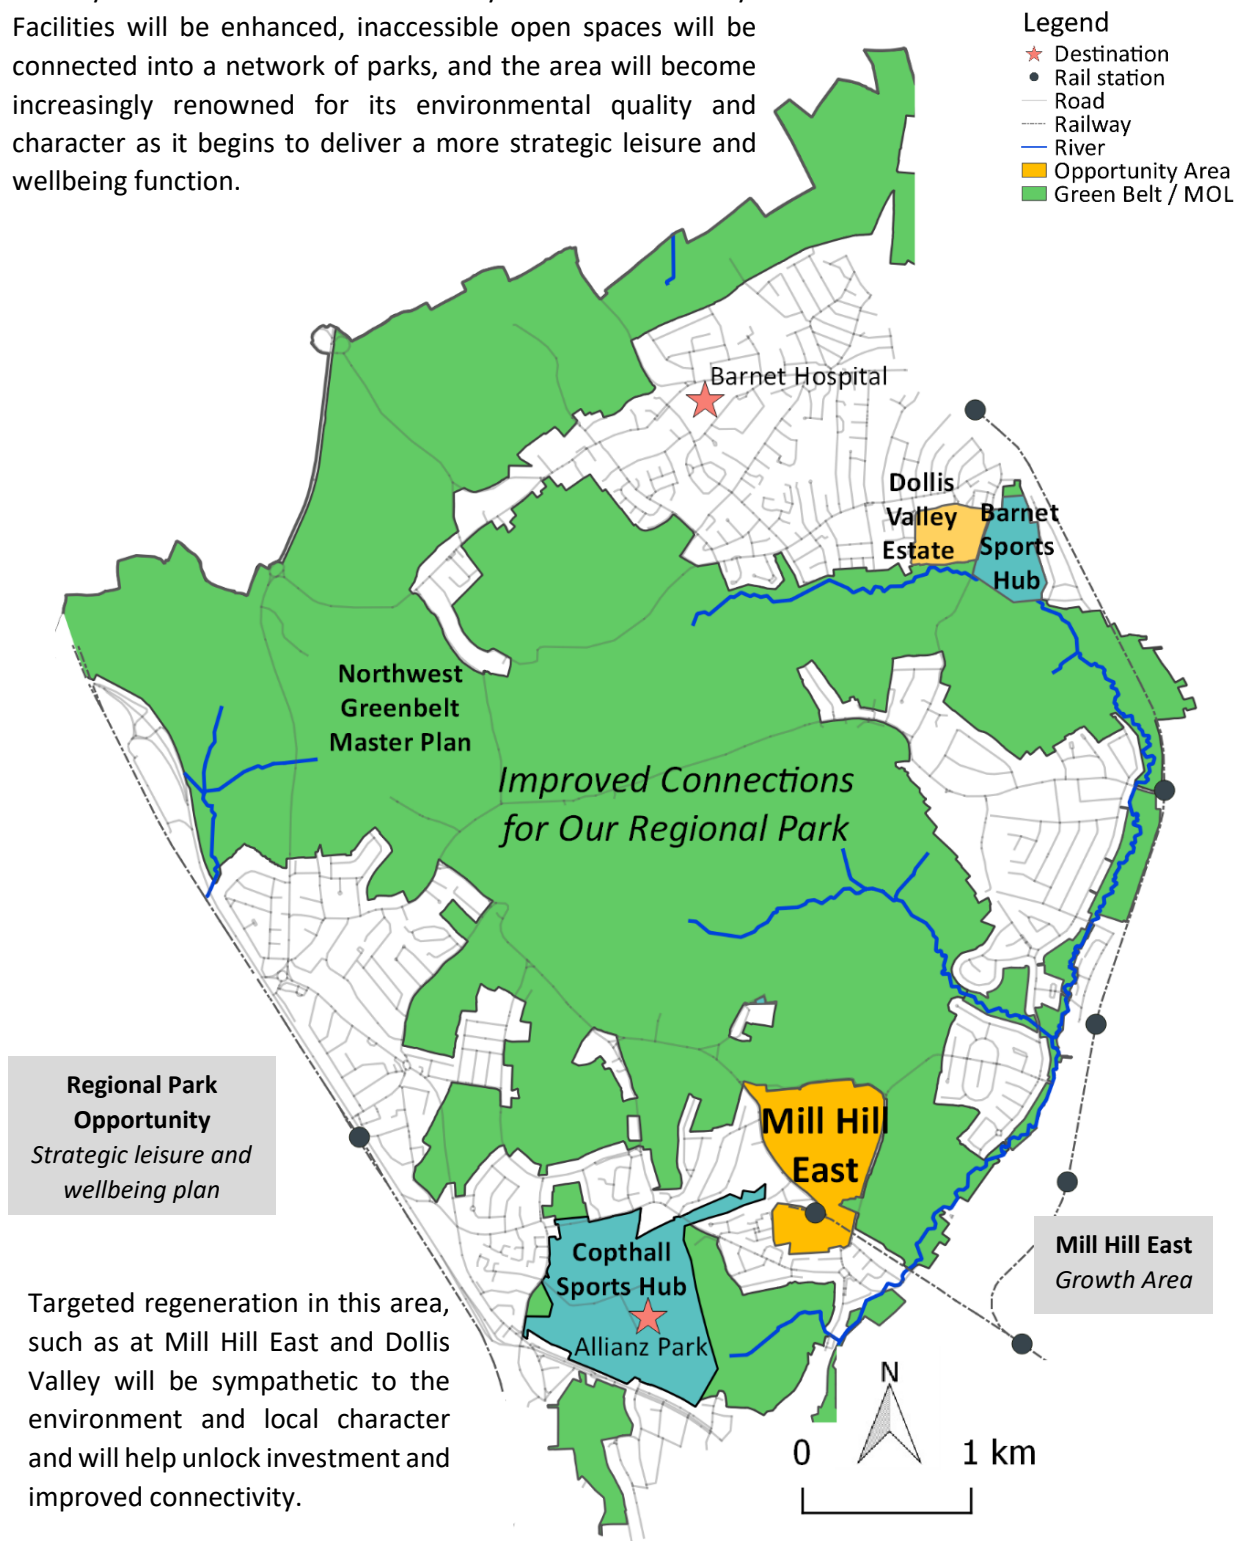 Facilities will be enhanced, inaccessible open spaces will be
connected into a network of parks, and the area will become
increasingly renowned for its environmental quality and
character as it begins to deliver a more strategic leisure and
wellbeing function.
Legend
Destination
Rail station
Road
Railway
River
Opportunity Area
Green Belt / MOL
Barnet Hospital
Dollis
Valley
Estate
Barnet
Sports
Hub
Northwest
Greenbelt
Master Plan
Improved Connections
for Our Regional Park
Regional Park
Opportunity
Strategic leisure and
wellbeing plan
Mill Hill
East
Copthall
Sports Hub
Allianz Park
Mill Hill East
Growth Area
Targeted regeneration in this area,
such as at Mill Hill East and Dollis
Valley will be sympathetic to the
environment and local character
and will help unlock investment and
improved connectivity.
N
0 1 km